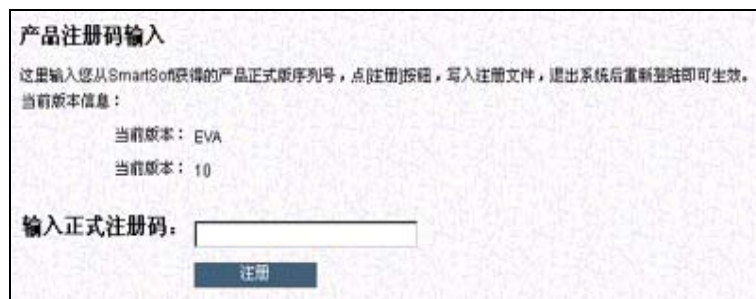 产品注册码输入
这里输入您从SmartSoft获得的产品正式版序列号，点[注册]按钮，写入注册文件，退出系统后重新登陆即可生效。
当前版本信息：
当前版本： EVA
当前版本： 10
输入正式注册码：
注册